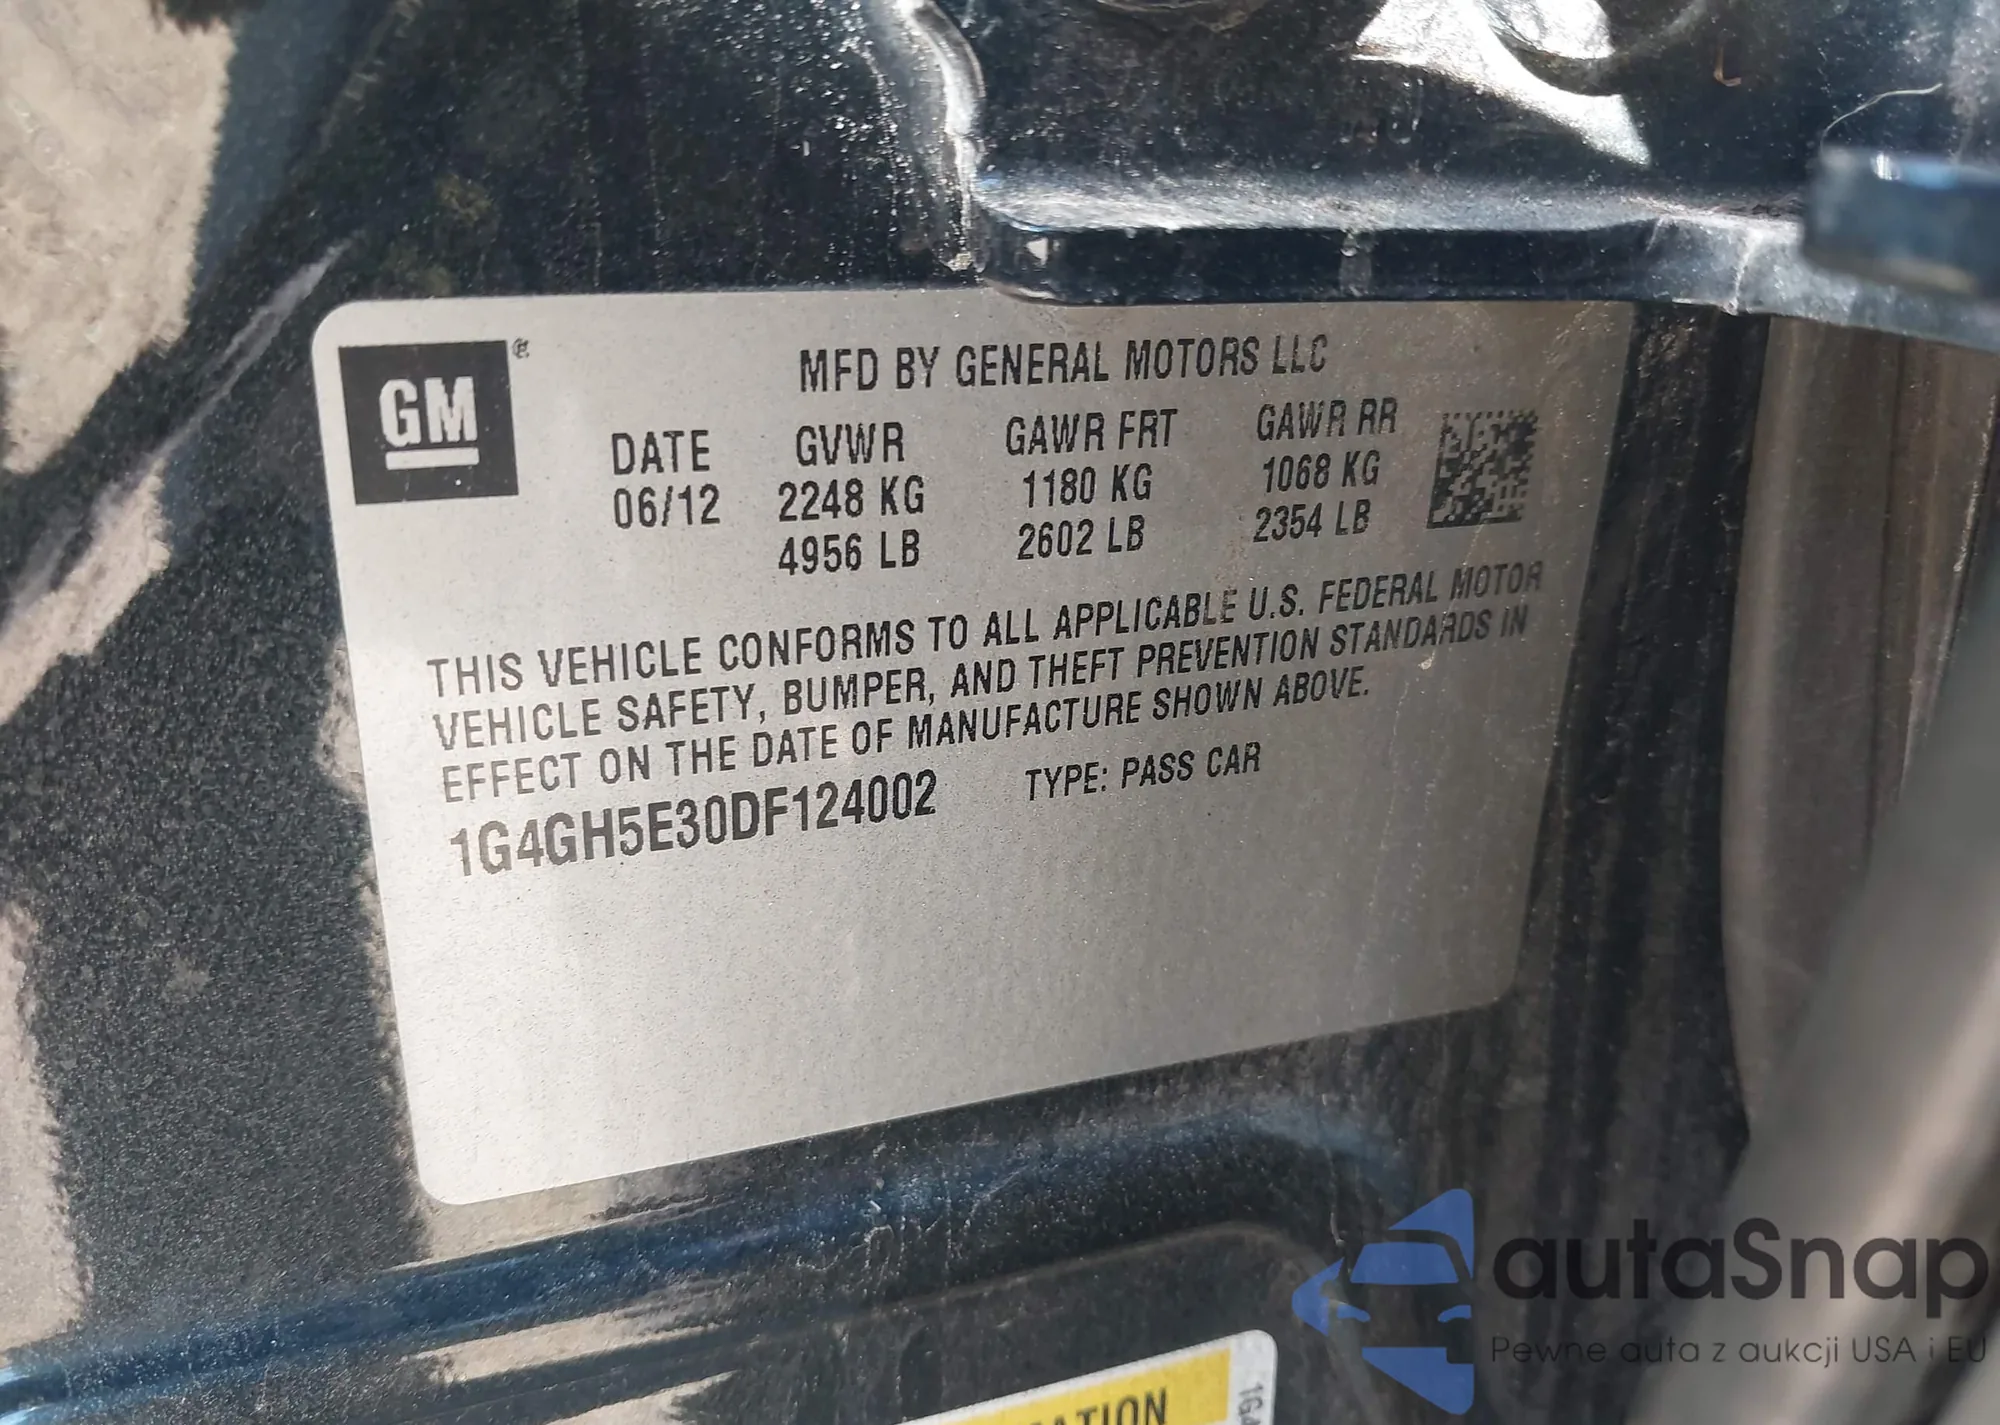 GM
MFD BY GENERAL MOTORS LLC
DATE GVWR GAWR FRT GAWR RR
06/12 2248 KG 1180 KG 1068 KG
4956 LB 2602 LB 2354 LB
THIS VEHICLE CONFORMS TO ALL APPLICABLE U.S. FEDERAL MOTOR
VEHICLE SAFETY, BUMPER, AND THEFT PREVENTION STANDARDS IN
EFFECT ON THE DATE OF MANUFACTURE SHOWN ABOVE.
1G4GH5E30DF124002 TYPE: PASS CAR
autaSnap
Pewne auta z aukcji USA i EU